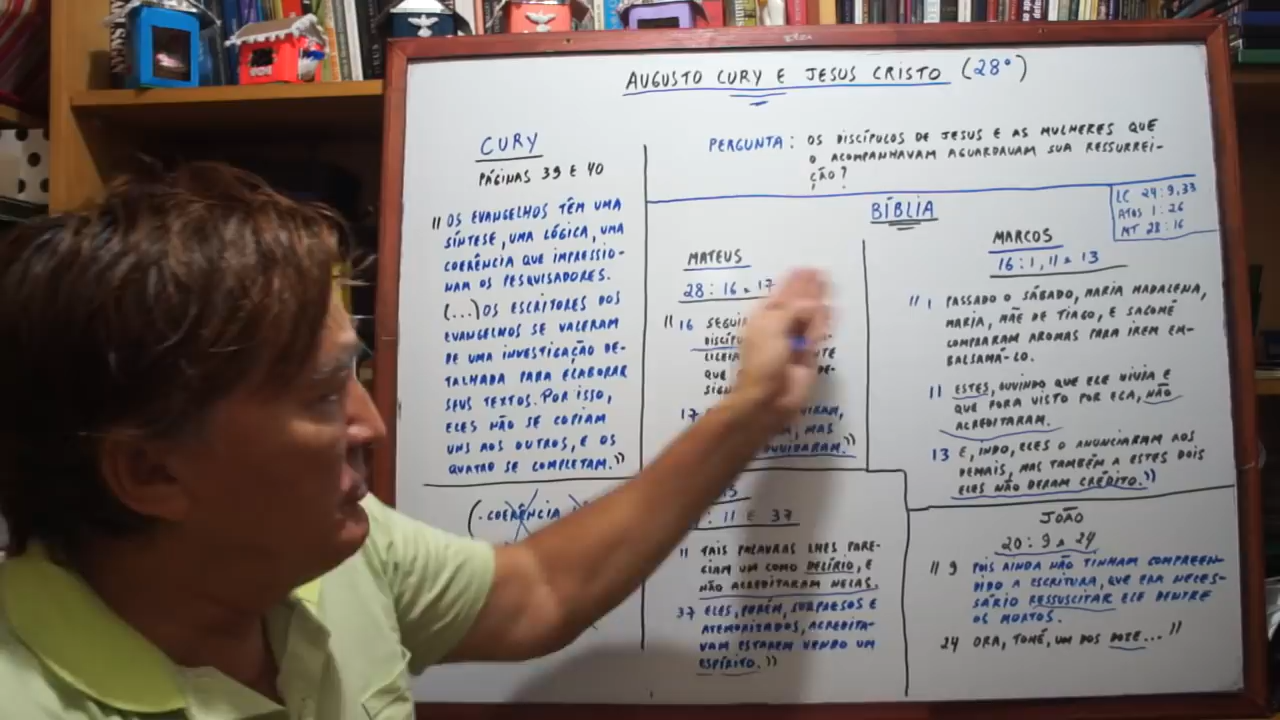 AUGUSTO CURY E JESUS CRISTO (28º)
CURY
PÁGINAS 39 E 40
"OS EVANGELHOS TÊM UMA
SÍNTESE, UMA LÓGICA, UMA
COERÊNCIA QUE IMPRESSIO-
NAM OS PESQUISADORES.
(...) OS ESCRITORES DOS
EVANGELHOS SE VALERAM
DE UMA INVESTIGAÇÃO DE-
TALHADA PARA ELABORAR
SEUS TEXTOS. POR ISSO,
ELES NÃO SE COPIAM
UNS AOS OUTROS, E OS
QUATRO SE COMPLETAM."
(. COERÊNCIA
PERGUNTA: OS DISCÍPULOS DE JESUS E AS MULHERES QUE
O ACOMPANHAVAM AGUARDAVAM SUA RESSURREI-
ÇÃO?
BÍBLIA
LC 24:9,33
ATOS 1:26
MT 28:16
MATEUS
28:16 e 17
"16
QUE
17
, MAS
: 11 E 37
11 TAIS PALAVRAS LHES PARE-
CIAM UM COMO DELÍRIO, E
NÃO ACREDITARAM NELAS.
37 ELES, PORÉM, SURPRESOS E
ATEMORIZADOS, ACREDITA-
VAM ESTAREM VENDO UM
ESPÍRITO."
MARCOS
16:1, 11 e 13
"1 PASSADO O SÁBADO, MARIA MADALENA,
MARIA, MÃE DE TIAGO, E SALOMÉ
COMPRARAM AROMAS PARA IREM EM-
BALSAMÁ-LO.
11 ESTES, OUVINDO QUE ELE VIVIA E
QUE FORA VISTO POR ELA, NÃO
ACREDITARAM.
13 E, INDO, ELES O ANUNCIARAM AOS
DEMAIS, MAS TAMBÉM A ESTES DOIS
ELES NÃO DERAM CRÉDITO."
JOÃO
20:9 e 24
"9 POIS AINDA NÃO TINHAM COMPREEN-
DIDO A ESCRITURA, QUE ERA NECES-
SÁRIO RESSUSCITAR ELE DENTRE
OS MORTOS.
24 ORA, TOMÉ, UM DOS DOZE..."